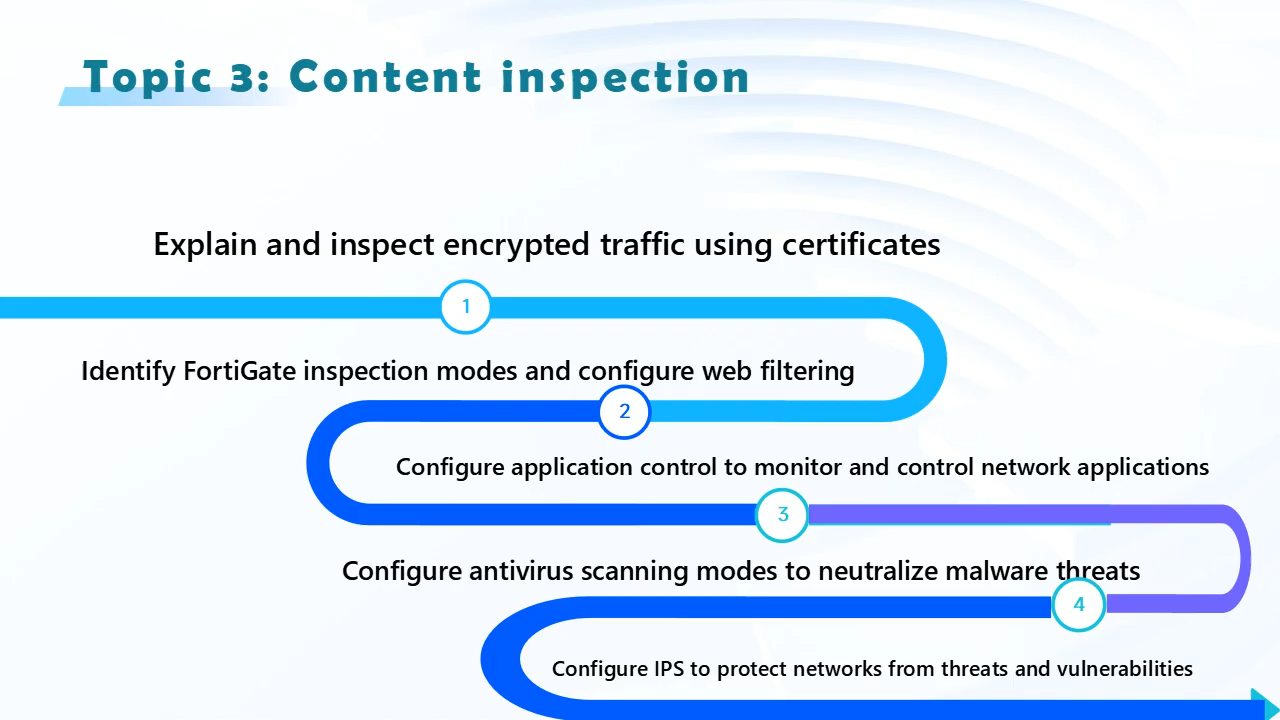 Topic 3: Content inspection
Explain and inspect encrypted traffic using certificates
1
Identify FortiGate inspection modes and configure web filtering
2
Configure application control to monitor and control network applications
3
Configure antivirus scanning modes to neutralize malware threats
4
Configure IPS to protect networks from threats and vulnerabilities